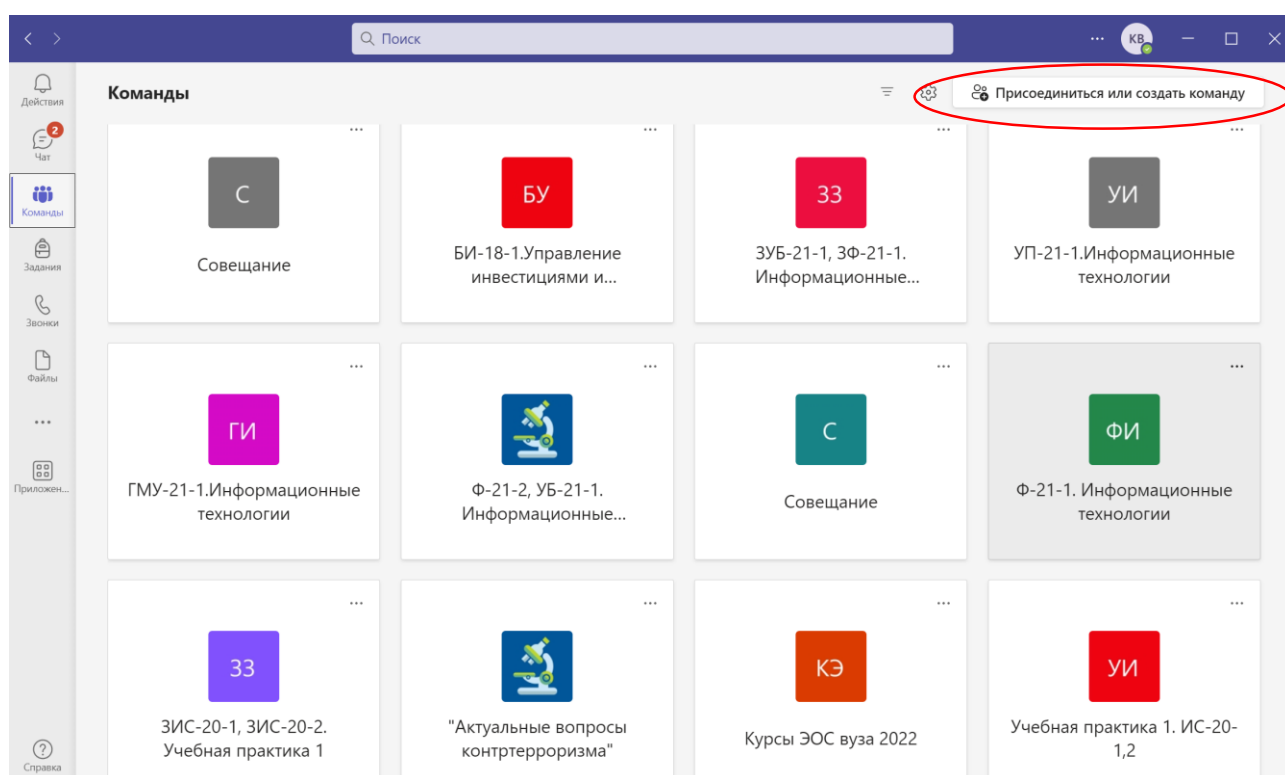 Поиск
КВ
Действия
Команды
Присоединиться или создать команду
2
Чат
Команды
Задания
Звонки
Файлы
Приложен...
Справка
С
Совещание
БУ
БИ-18-1.Управление
инвестициями и...
ЗЗ
ЗУБ-21-1, ЗФ-21-1.
Информационные...
УИ
УП-21-1.Информационные
технологии
ГИ
ГМУ-21-1.Информационные
технологии
Ф-21-2, УБ-21-1.
Информационные...
С
Совещание
ФИ
Ф-21-1. Информационные
технологии
ЗЗ
ЗИС-20-1, ЗИС-20-2.
Учебная практика 1
"Актуальные вопросы
контртерроризма"
КЭ
Курсы ЭОС вуза 2022
УИ
Учебная практика 1. ИС-20-
1,2